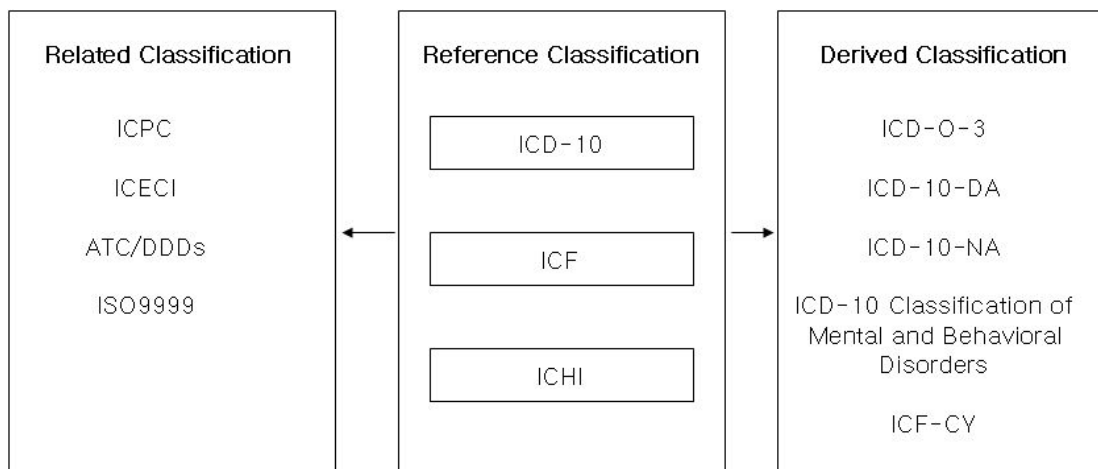 Related Classification
ICPC
ICECI
ATC/DDDs
ISO9999
Reference Classification
ICD-10
ICF
ICHI
Derived Classification
ICD-O-3
ICD-10-DA
ICD-10-NA
ICD-10 Classification of
Mental and Behavioral
Disorders
ICF-CY